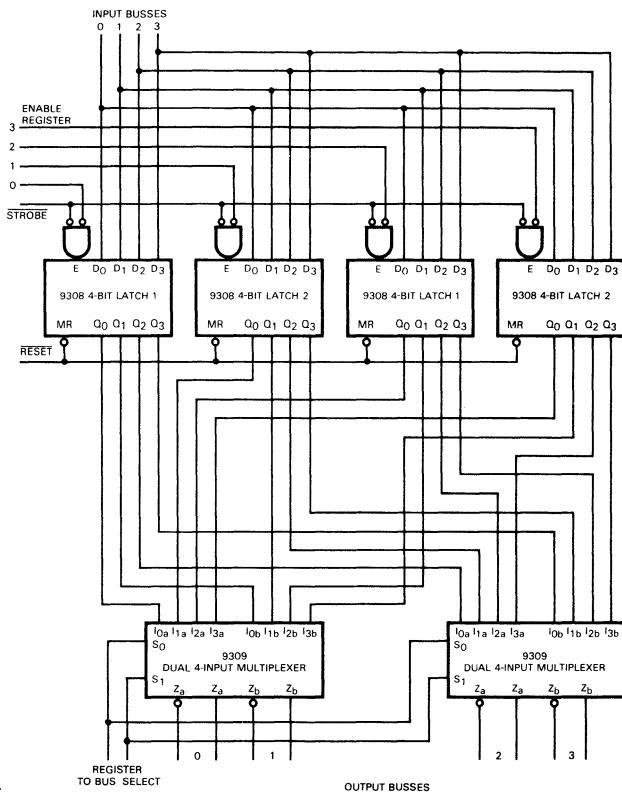 INPUT BUSSES
0 1 2 3
ENABLE
REGISTER
3
2
1
0
STROBE
E D0 D1 D2 D3
9308 4-BIT LATCH 1
MR Q0 Q1 Q2 Q3
E D0 D1 D2 D3
9308 4-BIT LATCH 2
MR Q0 Q1 Q2 Q3
E D0 D1 D2 D3
9308 4-BIT LATCH 1
MR Q0 Q1 Q2 Q3
E D0 D1 D2 D3
9308 4-BIT LATCH 2
MR Q0 Q1 Q2 Q3
RESET
I0a I1a I2a I3a I0b I1b I2b I3b
S0
9309
DUAL 4-INPUT MULTIPLEXER
S1
Za Za Zb Zb
I0a I1a I2a I3a I0b I1b I2b I3b
S0
9309
DUAL 4-INPUT MULTIPLEXER
S1
Za Za Zb Zb
0 1 2 3
REGISTER
TO BUS SELECT
OUTPUT BUSSES